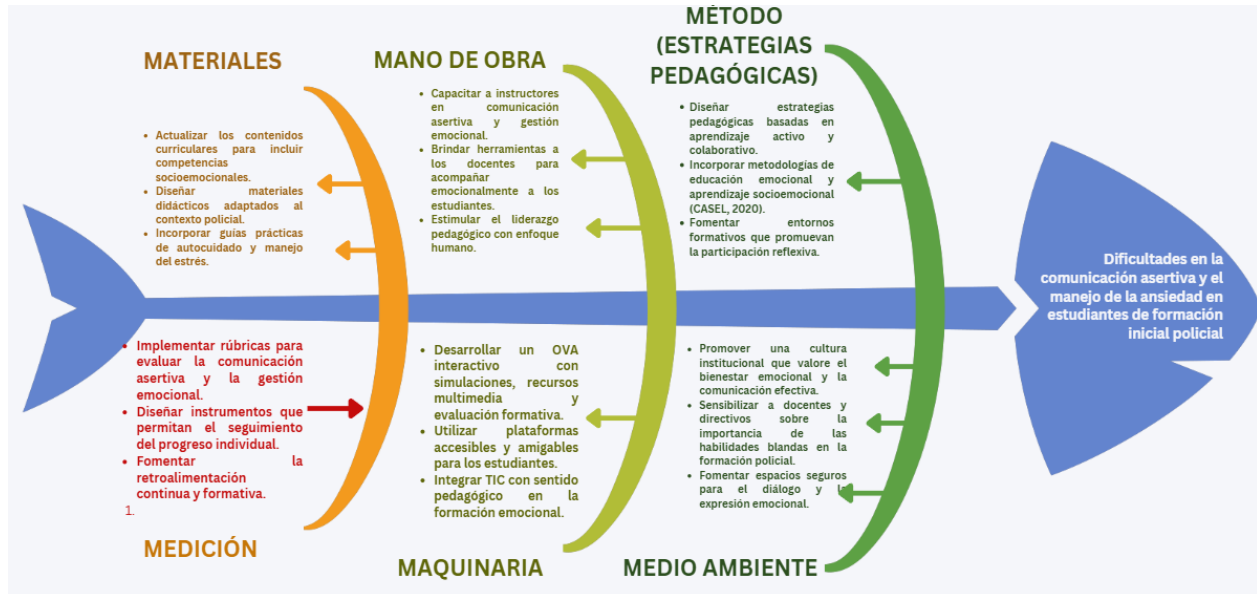 MATERIALES
• Actualizar los contenidos
curriculares para incluir
competencias
socioemocionales.
• Diseñar materiales
didácticos adaptados al
contexto policial.
• Incorporar guías prácticas
de autocuidado y manejo
del estrés.
MANO DE OBRA
• Capacitar a instructores
en comunicación
asertiva y gestión
emocional.
• Brindar herramientas a
los docentes para
acompañar
emocionalmente a los
estudiantes.
• Estimular el liderazgo
pedagógico con enfoque
humano.
MÉTODO
(ESTRATEGIAS
PEDAGÓGICAS)
• Diseñar estrategias
pedagógicas basadas en
aprendizaje activo y
colaborativo.
• Incorporar metodologías de
educación emocional y
aprendizaje socioemocional
(CASEL, 2020).
• Fomentar entornos
formativos que promuevan
la participación reflexiva.
Dificultades en la
comunicación asertiva y el
manejo de la ansiedad en
estudiantes de formación
inicial policial
• Implementar rúbricas para
evaluar la comunicación
asertiva y la gestión
emocional.
• Diseñar instrumentos que
permitan el seguimiento
del progreso individual.
• Fomentar la
retroalimentación
continua y formativa.
1.
MEDICIÓN
• Desarrollar un OVA
interactivo con
simulaciones, recursos
multimedia y
evaluación formativa.
• Utilizar plataformas
accesibles y amigables
para los estudiantes.
• Integrar TIC con sentido
pedagógico en la
formación emocional.
MAQUINARIA
• Promover una cultura
institucional que valore el
bienestar emocional y la
comunicación efectiva.
• Sensibilizar a docentes y
directivos sobre la
importancia de las
habilidades blandas en la
formación policial.
• Fomentar espacios seguros
para el diálogo y la
expresión emocional.
MEDIO AMBIENTE